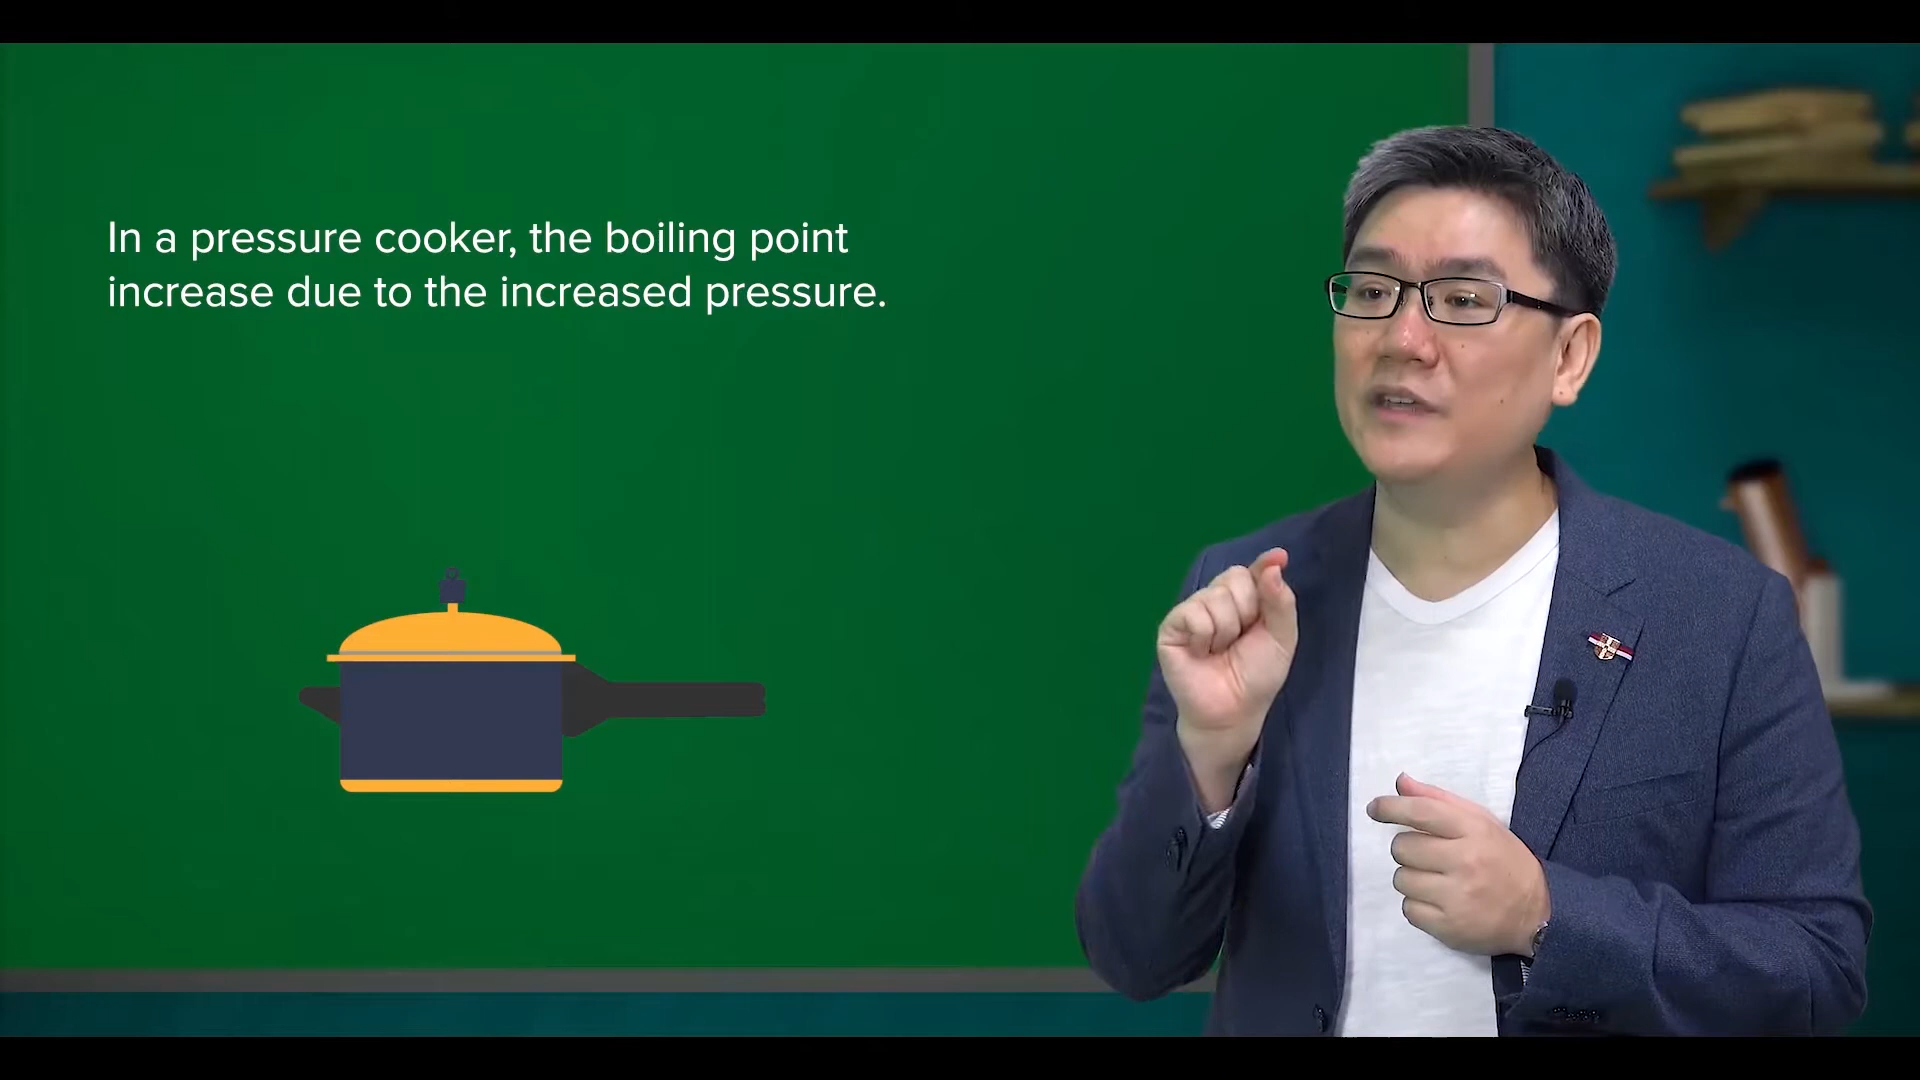 In a pressure cooker, the boiling point
increase due to the increased pressure.